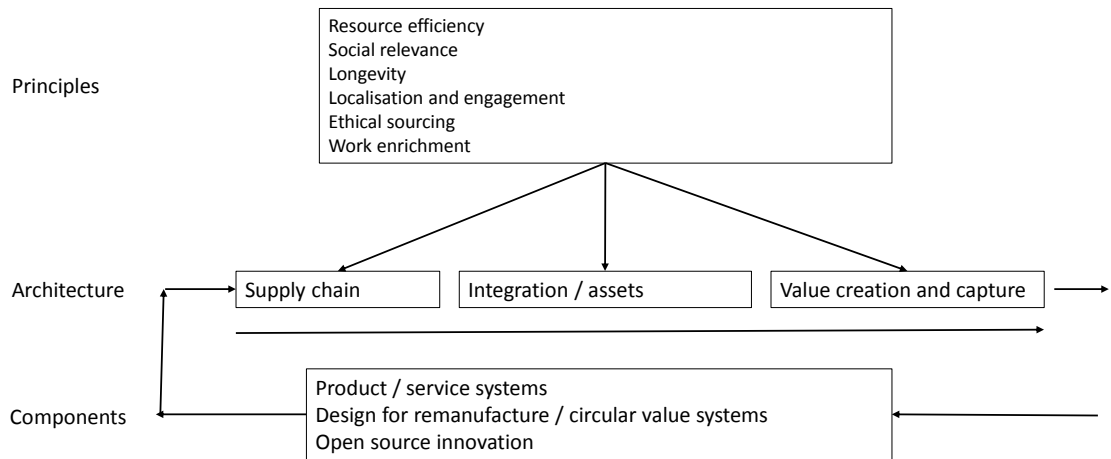 Principles
Resource efficiency
Social relevance
Longevity
Localisation and engagement
Ethical sourcing
Work enrichment
Architecture
Supply chain
Integration / assets
Value creation and capture
Components
Product / service systems
Design for remanufacture / circular value systems
Open source innovation